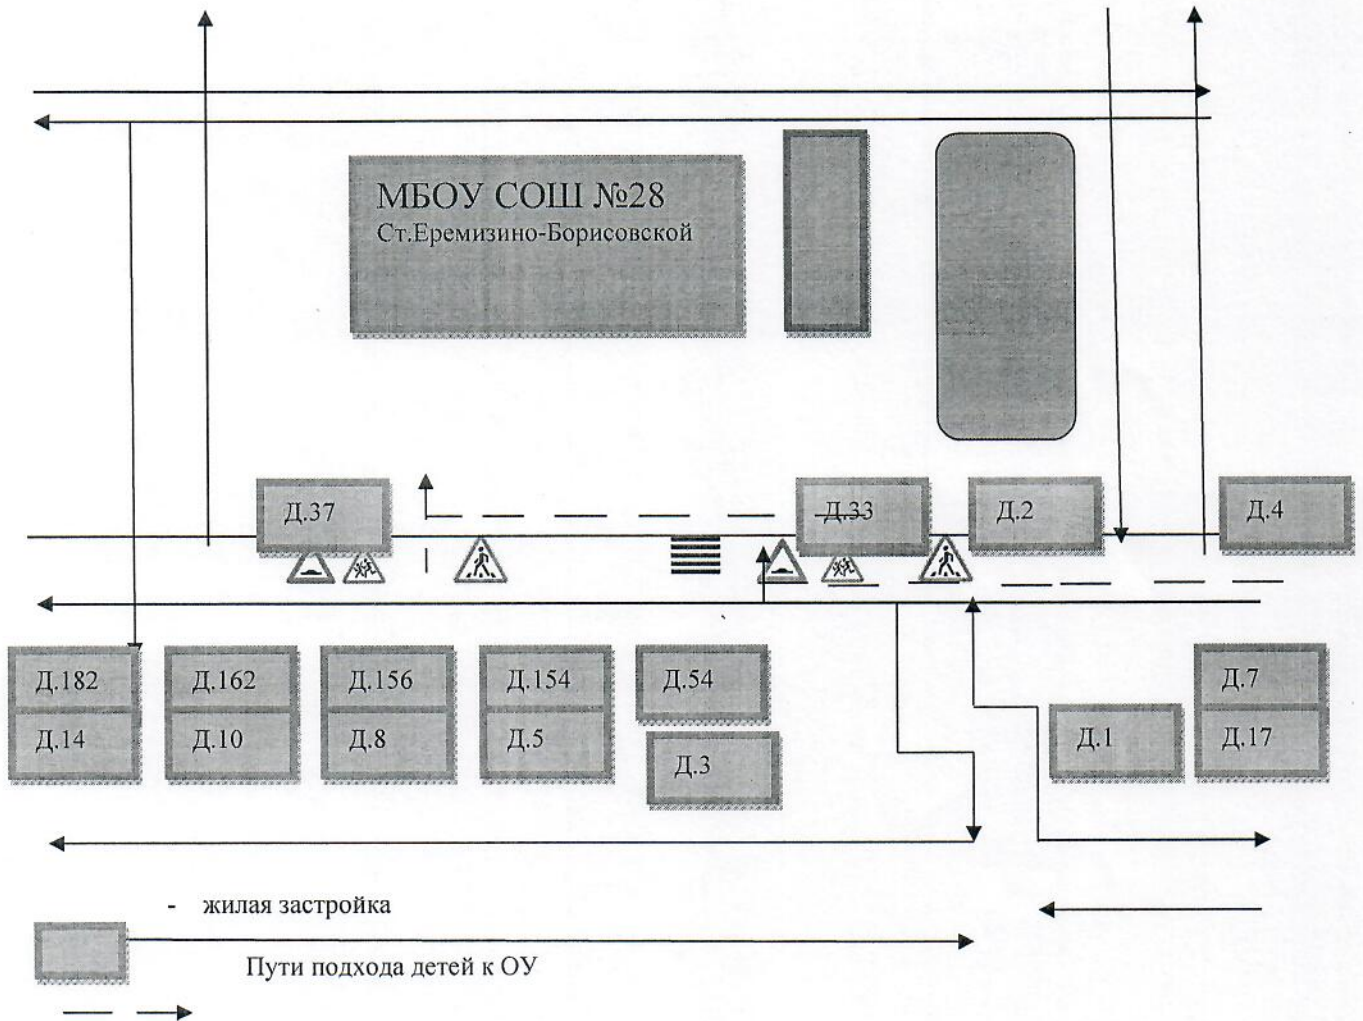 МБОУ СОШ №28
Ст.Еремизино-Борисовской
Д.37
Д.33
Д.2
Д.4
Д.182
Д.162
Д.156
Д.154
Д.54
Д.7
Д.14
Д.10
Д.8
Д.5
Д.3
Д.1
Д.17
- жилая застройка
Пути подхода детей к ОУ